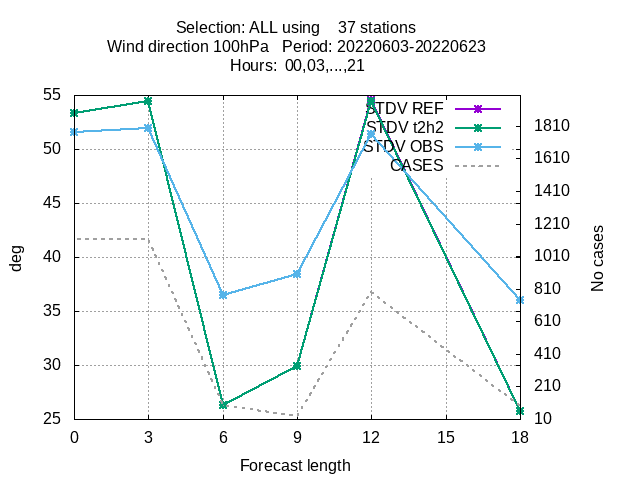 Selection: ALL using 37 stations
Wind direction 100hPa Period: 20220603-20220623
Hours: 00,03,...,21
STDV REF
STDV t2h2
STDV OBS
CASES
55
50
45
40
35
30
25
deg
1810
1610
1410
1210
1010
810
610
410
210
10
No cases
0 3 6 9 12 15 18
Forecast length